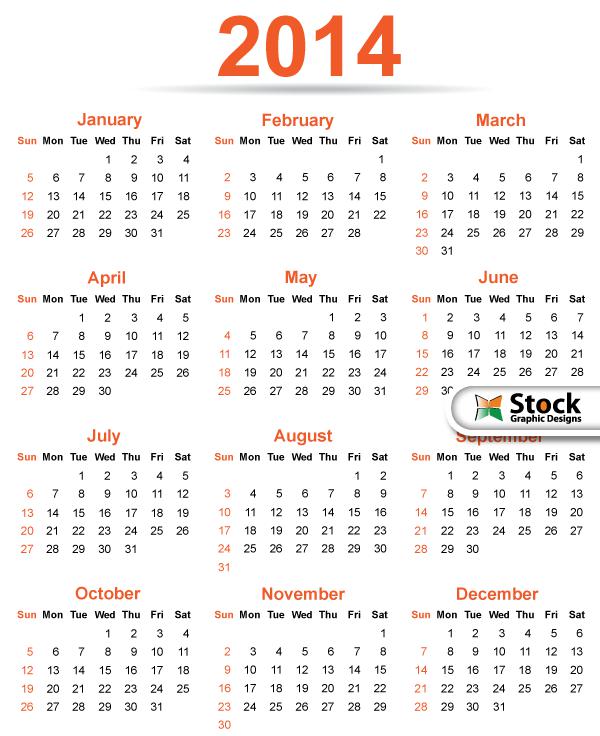 2014
January
Sun Mon Tue Wed Thu Fri Sat
1 2 3 4
5 6 7 8 9 10 11
12 13 14 15 16 17 18
19 20 21 22 23 24 25
26 27 28 29 30 31
February
Sun Mon Tue Wed Thu Fri Sat
1
2 3 4 5 6 7 8
9 10 11 12 13 14 15
16 17 18 19 20 21 22
23 24 25 26 27 28
March
Sun Mon Tue Wed Thu Fri Sat
1
2 3 4 5 6 7 8
9 10 11 12 13 14 15
16 17 18 19 20 21 22
23 24 25 26 27 28 29
30 31
April
Sun Mon Tue Wed Thu Fri Sat
1 2 3 4 5
6 7 8 9 10 11 12
13 14 15 16 17 18 19
20 21 22 23 24 25 26
27 28 29 30
May
Sun Mon Tue Wed Thu Fri Sat
1 2 3
4 5 6 7 8 9 10
11 12 13 14 15 16 17
18 19 20 21 22 23 24
25 26 27 28 29 30 31
June
Sun Mon Tue Wed Thu Fri Sat
1 2 3 4 5 6 7
8 9 10 11 12 13 14
15 16 17 18 19 20 21
22 23 24 25 26 27 28
29 30
Stock
Graphic Designs
July
Sun Mon Tue Wed Thu Fri Sat
1 2 3 4 5
6 7 8 9 10 11 12
13 14 15 16 17 18 19
20 21 22 23 24 25 26
27 28 29 30 31
August
Sun Mon Tue Wed Thu Fri Sat
1 2
3 4 5 6 7 8 9
10 11 12 13 14 15 16
17 18 19 20 21 22 23
24 25 26 27 28 29 30
31
September
Sun Mon Tue Wed Thu Fri Sat
1 2 3 4 5 6
7 8 9 10 11 12 13
14 15 16 17 18 19 20
21 22 23 24 25 26 27
28 29 30
October
Sun Mon Tue Wed Thu Fri Sat
1 2 3 4
5 6 7 8 9 10 11
12 13 14 15 16 17 18
19 20 21 22 23 24 25
26 27 28 29 30 31
November
Sun Mon Tue Wed Thu Fri Sat
1
2 3 4 5 6 7 8
9 10 11 12 13 14 15
16 17 18 19 20 21 22
23 24 25 26 27 28 29
30
December
Sun Mon Tue Wed Thu Fri Sat
1 2 3 4 5 6
7 8 9 10 11 12 13
14 15 16 17 18 19 20
21 22 23 24 25 26 27
28 29 30 31